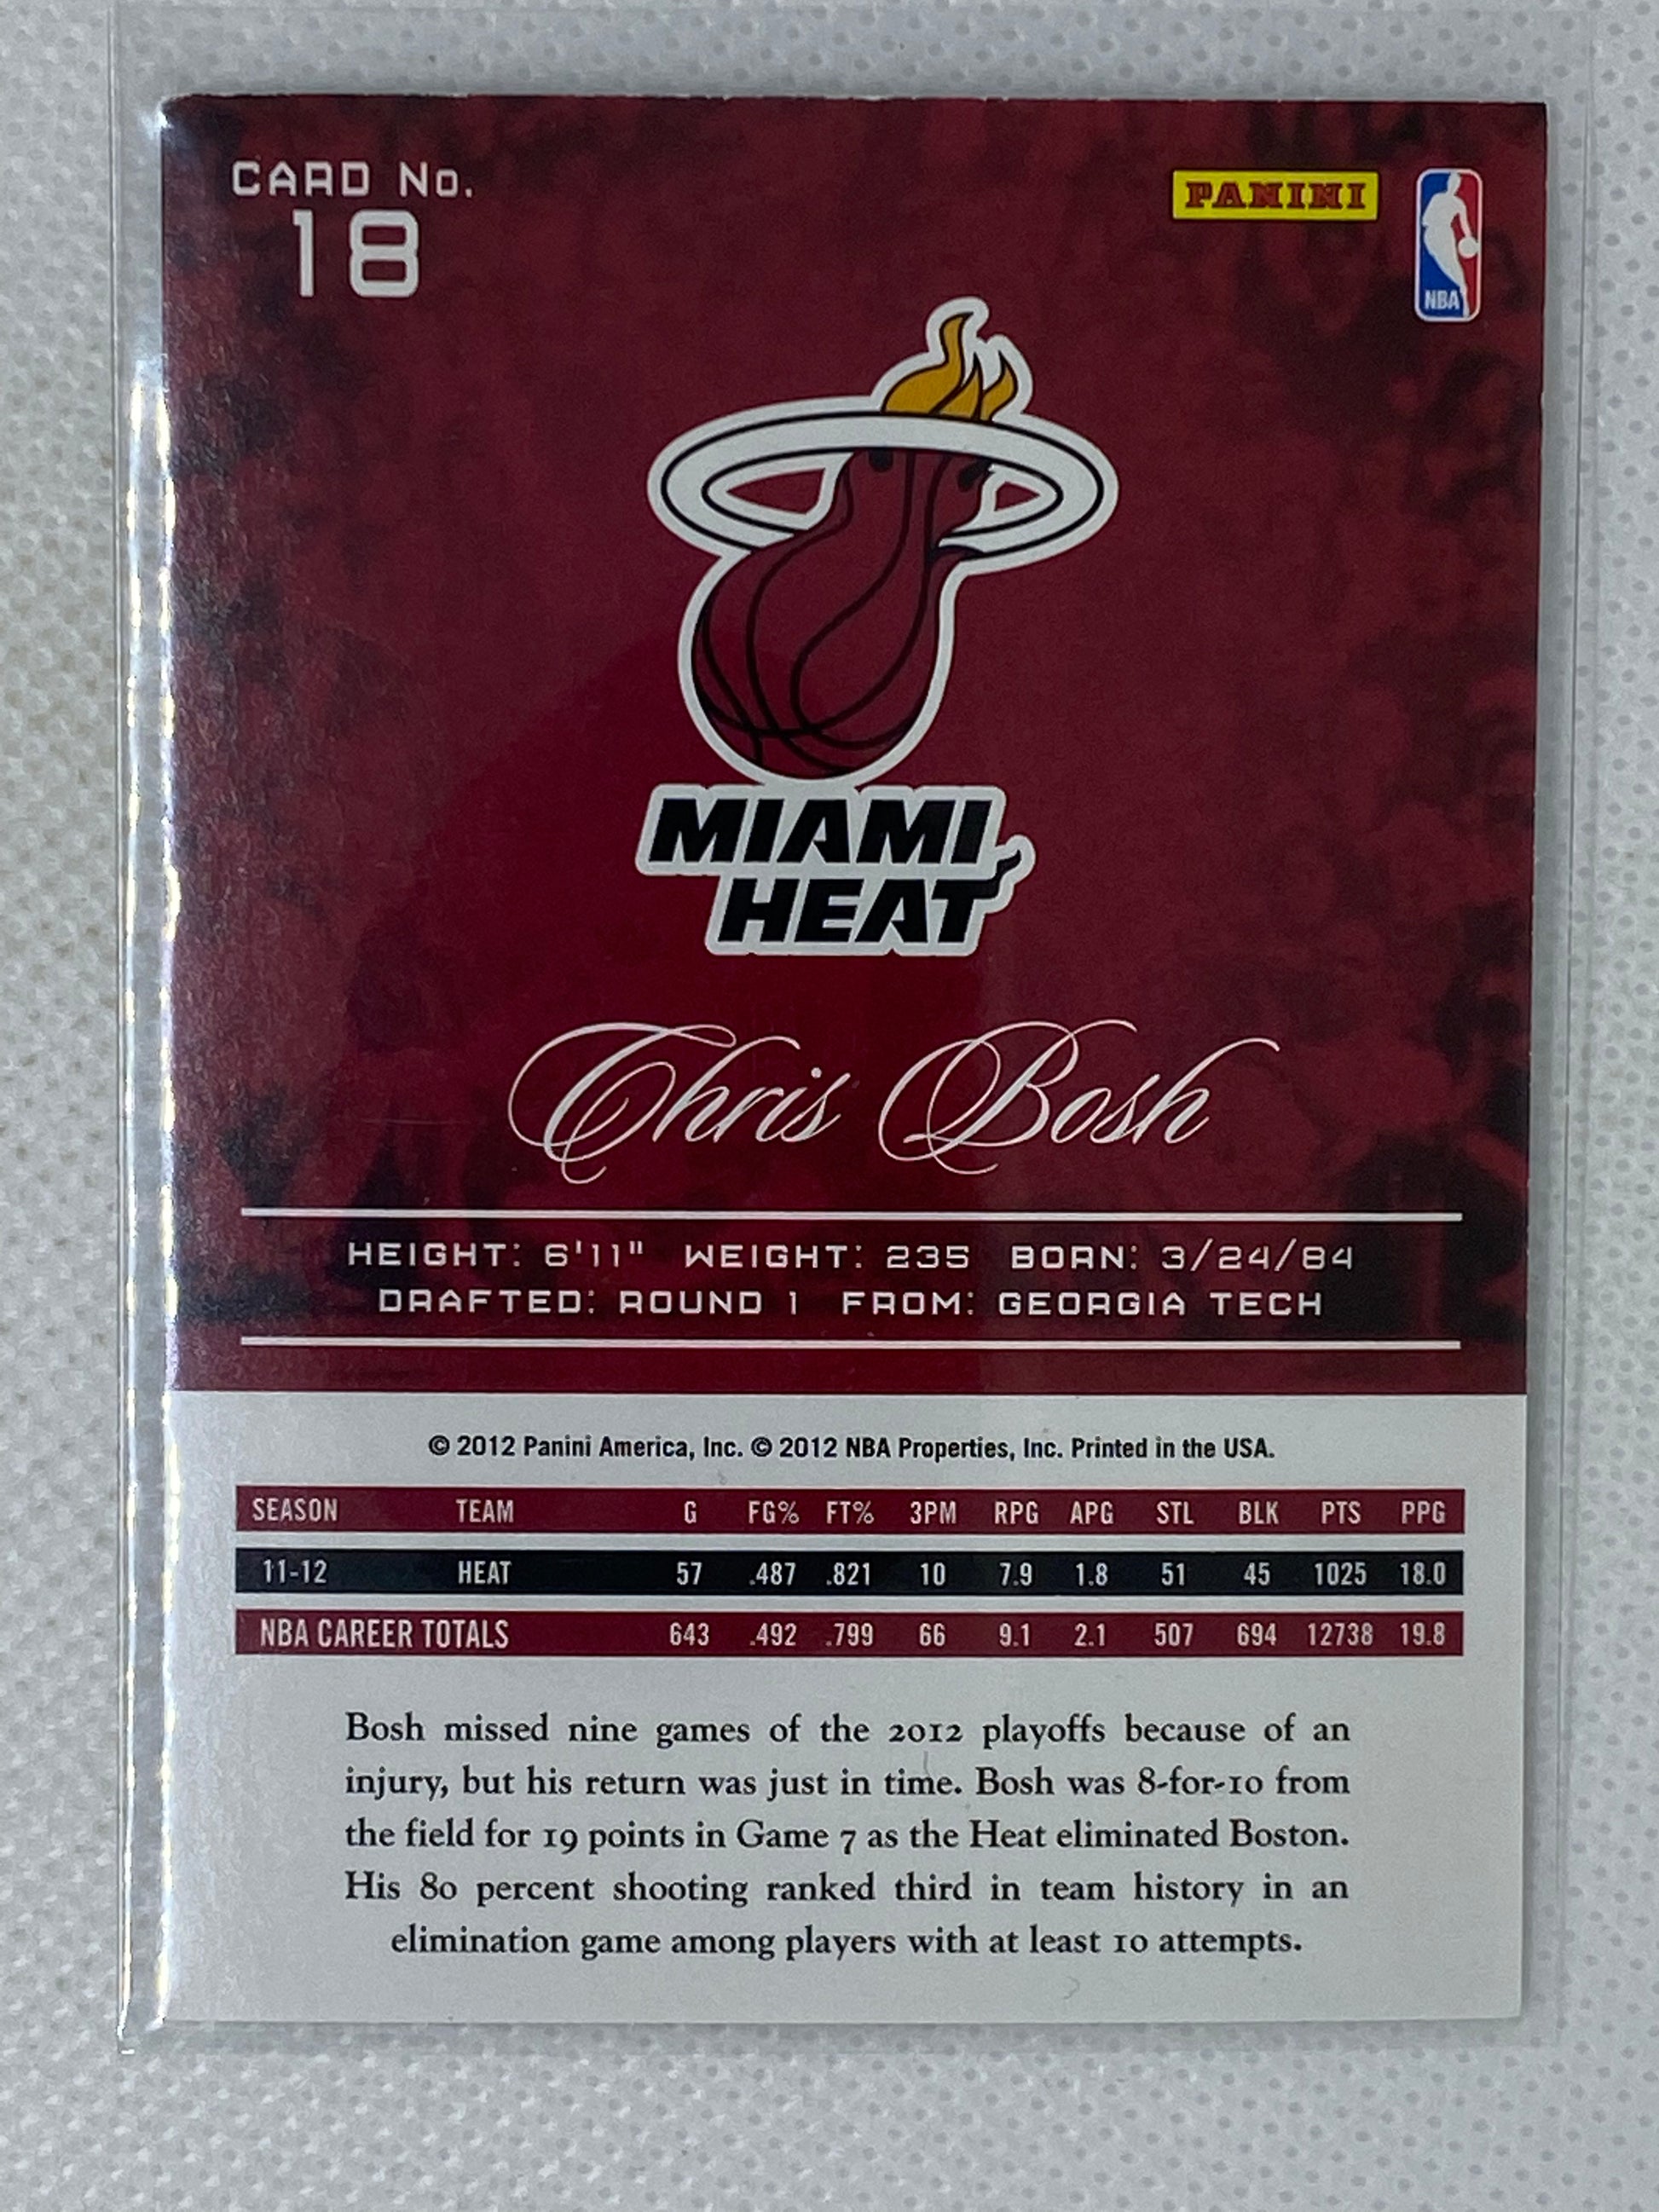 CARD No.
18
PANINI
NBA
MIAMI
HEAT
Chris Bosh
HEIGHT: 6'11" WEIGHT: 235 BORN: 3/24/84
DRAFTED: ROUND 1 FROM: GEORGIA TECH
© 2012 Panini America, Inc. © 2012 NBA Properties, Inc. Printed in the USA.
SEASON TEAM G FG% FT% 3PM RPG APG STL BLK PTS PPG
11-12 HEAT 57 .487 .821 10 7.9 1.8 51 45 1025 18.0
NBA CAREER TOTALS 643 .492 .799 66 9.1 2.1 507 694 12738 19.8
Bosh missed nine games of the 2012 playoffs because of an
injury, but his return was just in time. Bosh was 8-for-10 from
the field for 19 points in Game 7 as the Heat eliminated Boston.
His 80 percent shooting ranked third in team history in an
elimination game among players with at least 10 attempts.